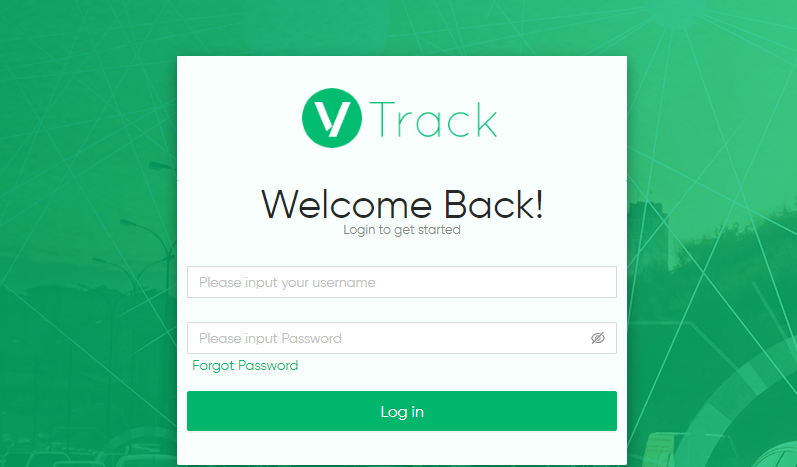 V Track
Welcome Back!
Login to get started
Please input your username
Please input Password
Forgot Password
Log in